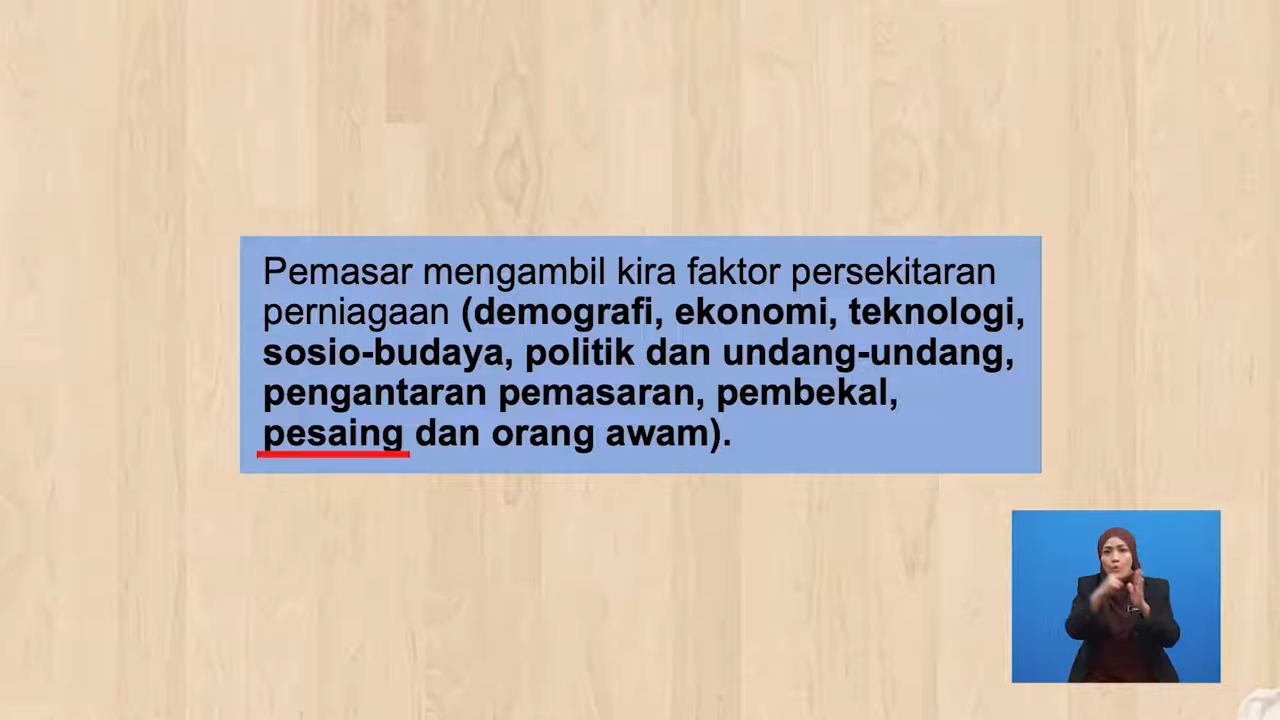 Pemasar mengambil kira faktor persekitaran
perniagaan (demografi, ekonomi, teknologi,
sosio-budaya, politik dan undang-undang,
pengantaran pemasaran, pembekal,
pesaing dan orang awam).